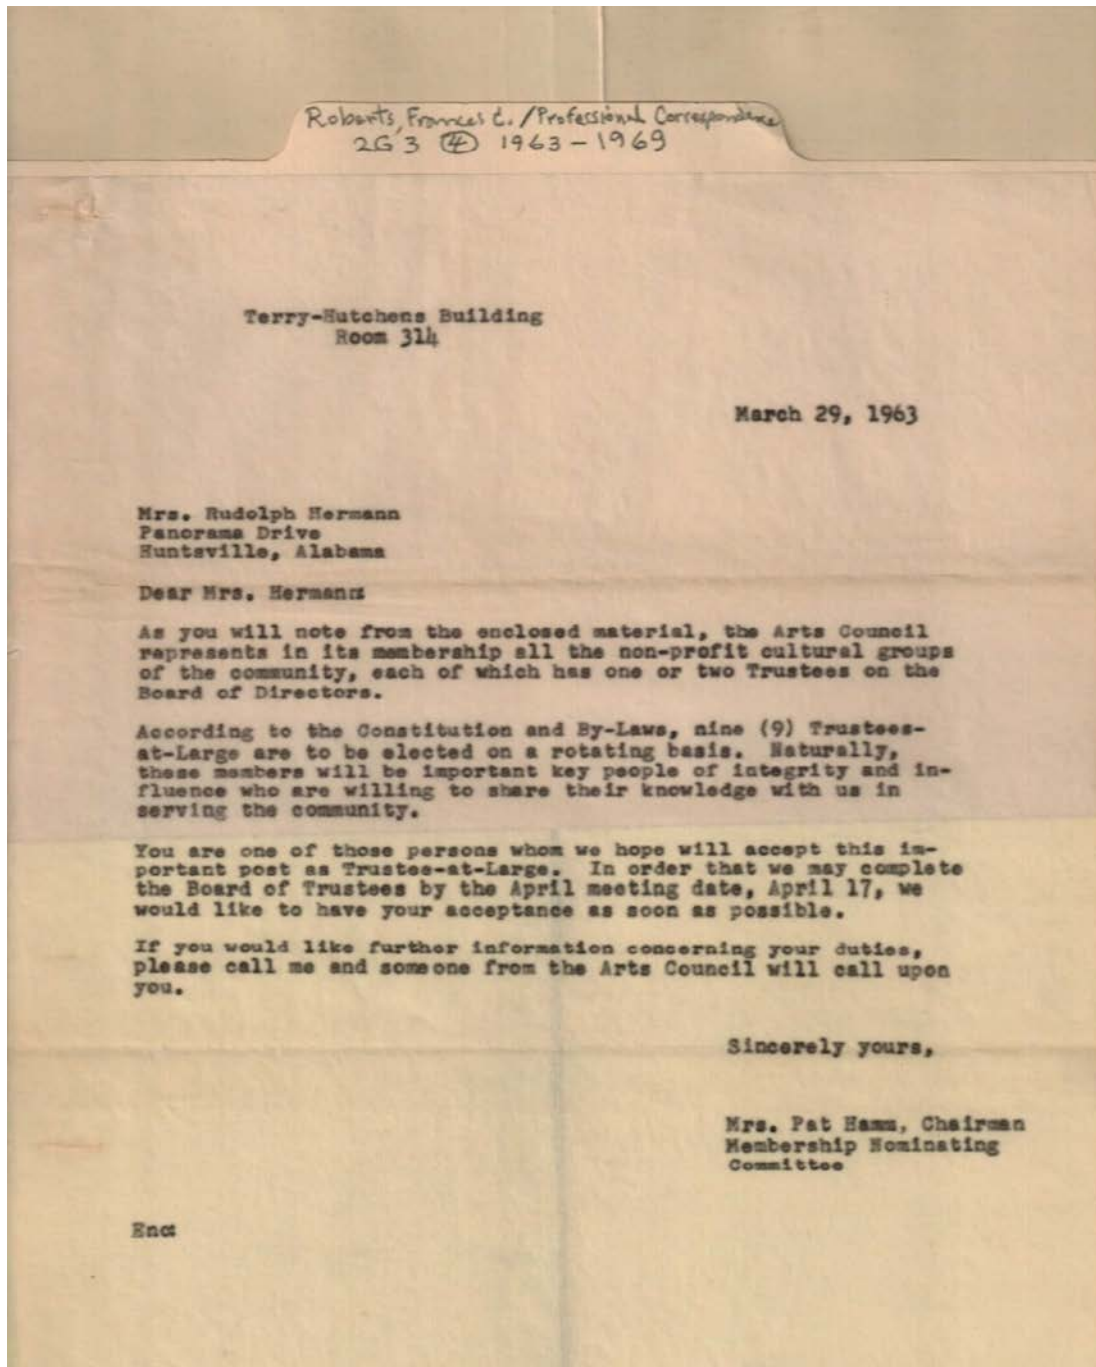 Roberts, Frances C. / Professional Correspondence
2G3 (4) 1963-1969
Terry-Hutchens Building
Room 314
March 29, 1963
Mrs. Rudolph Hermann
Panorama Drive
Huntsville, Alabama
Dear Mrs. Hermann:
As you will note from the enclosed material, the Arts Council
represents in its membership all the non-profit cultural groups
of the community, each of which has one or two Trustees on the
Board of Directors.
According to the Constitution and By-Laws, nine (9) Trustees-
at-Large are to be elected on a rotating basis. Naturally,
these members will be important key people of integrity and in-
fluence who are willing to share their knowledge with us in
serving the community.
You are one of those persons whom we hope will accept this im-
portant post as Trustee-at-Large. In order that we may complete
the Board of Trustees by the April meeting date, April 17, we
would like to have your acceptance as soon as possible.
If you would like further information concerning your duties,
please call me and someone from the Arts Council will call upon
you.
Sincerely yours,
Mrs. Pat Hamm, Chairman
Membership Nominating
Committee
Enc: